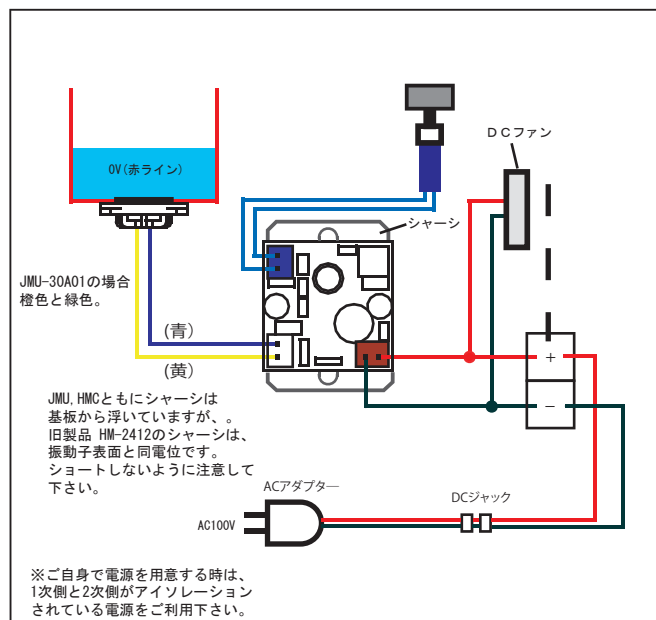 DCファン
0V(赤ライン)
シャーシ
JMU-30A01の場合
橙色と緑色。
(青)
(黄)
+
−
JMU,HMCともにシャーシは
基板から浮いていますが、。
旧製品 HM-2412のシャーシは、
振動子表面と同電位です。
ショートしないように注意して
下さい。
ACアダプター
DCジャック
AC100V
※ご自身で電源を用意する時は、
1次側と2次側がアイソレーション
されている電源をご利用下さい。